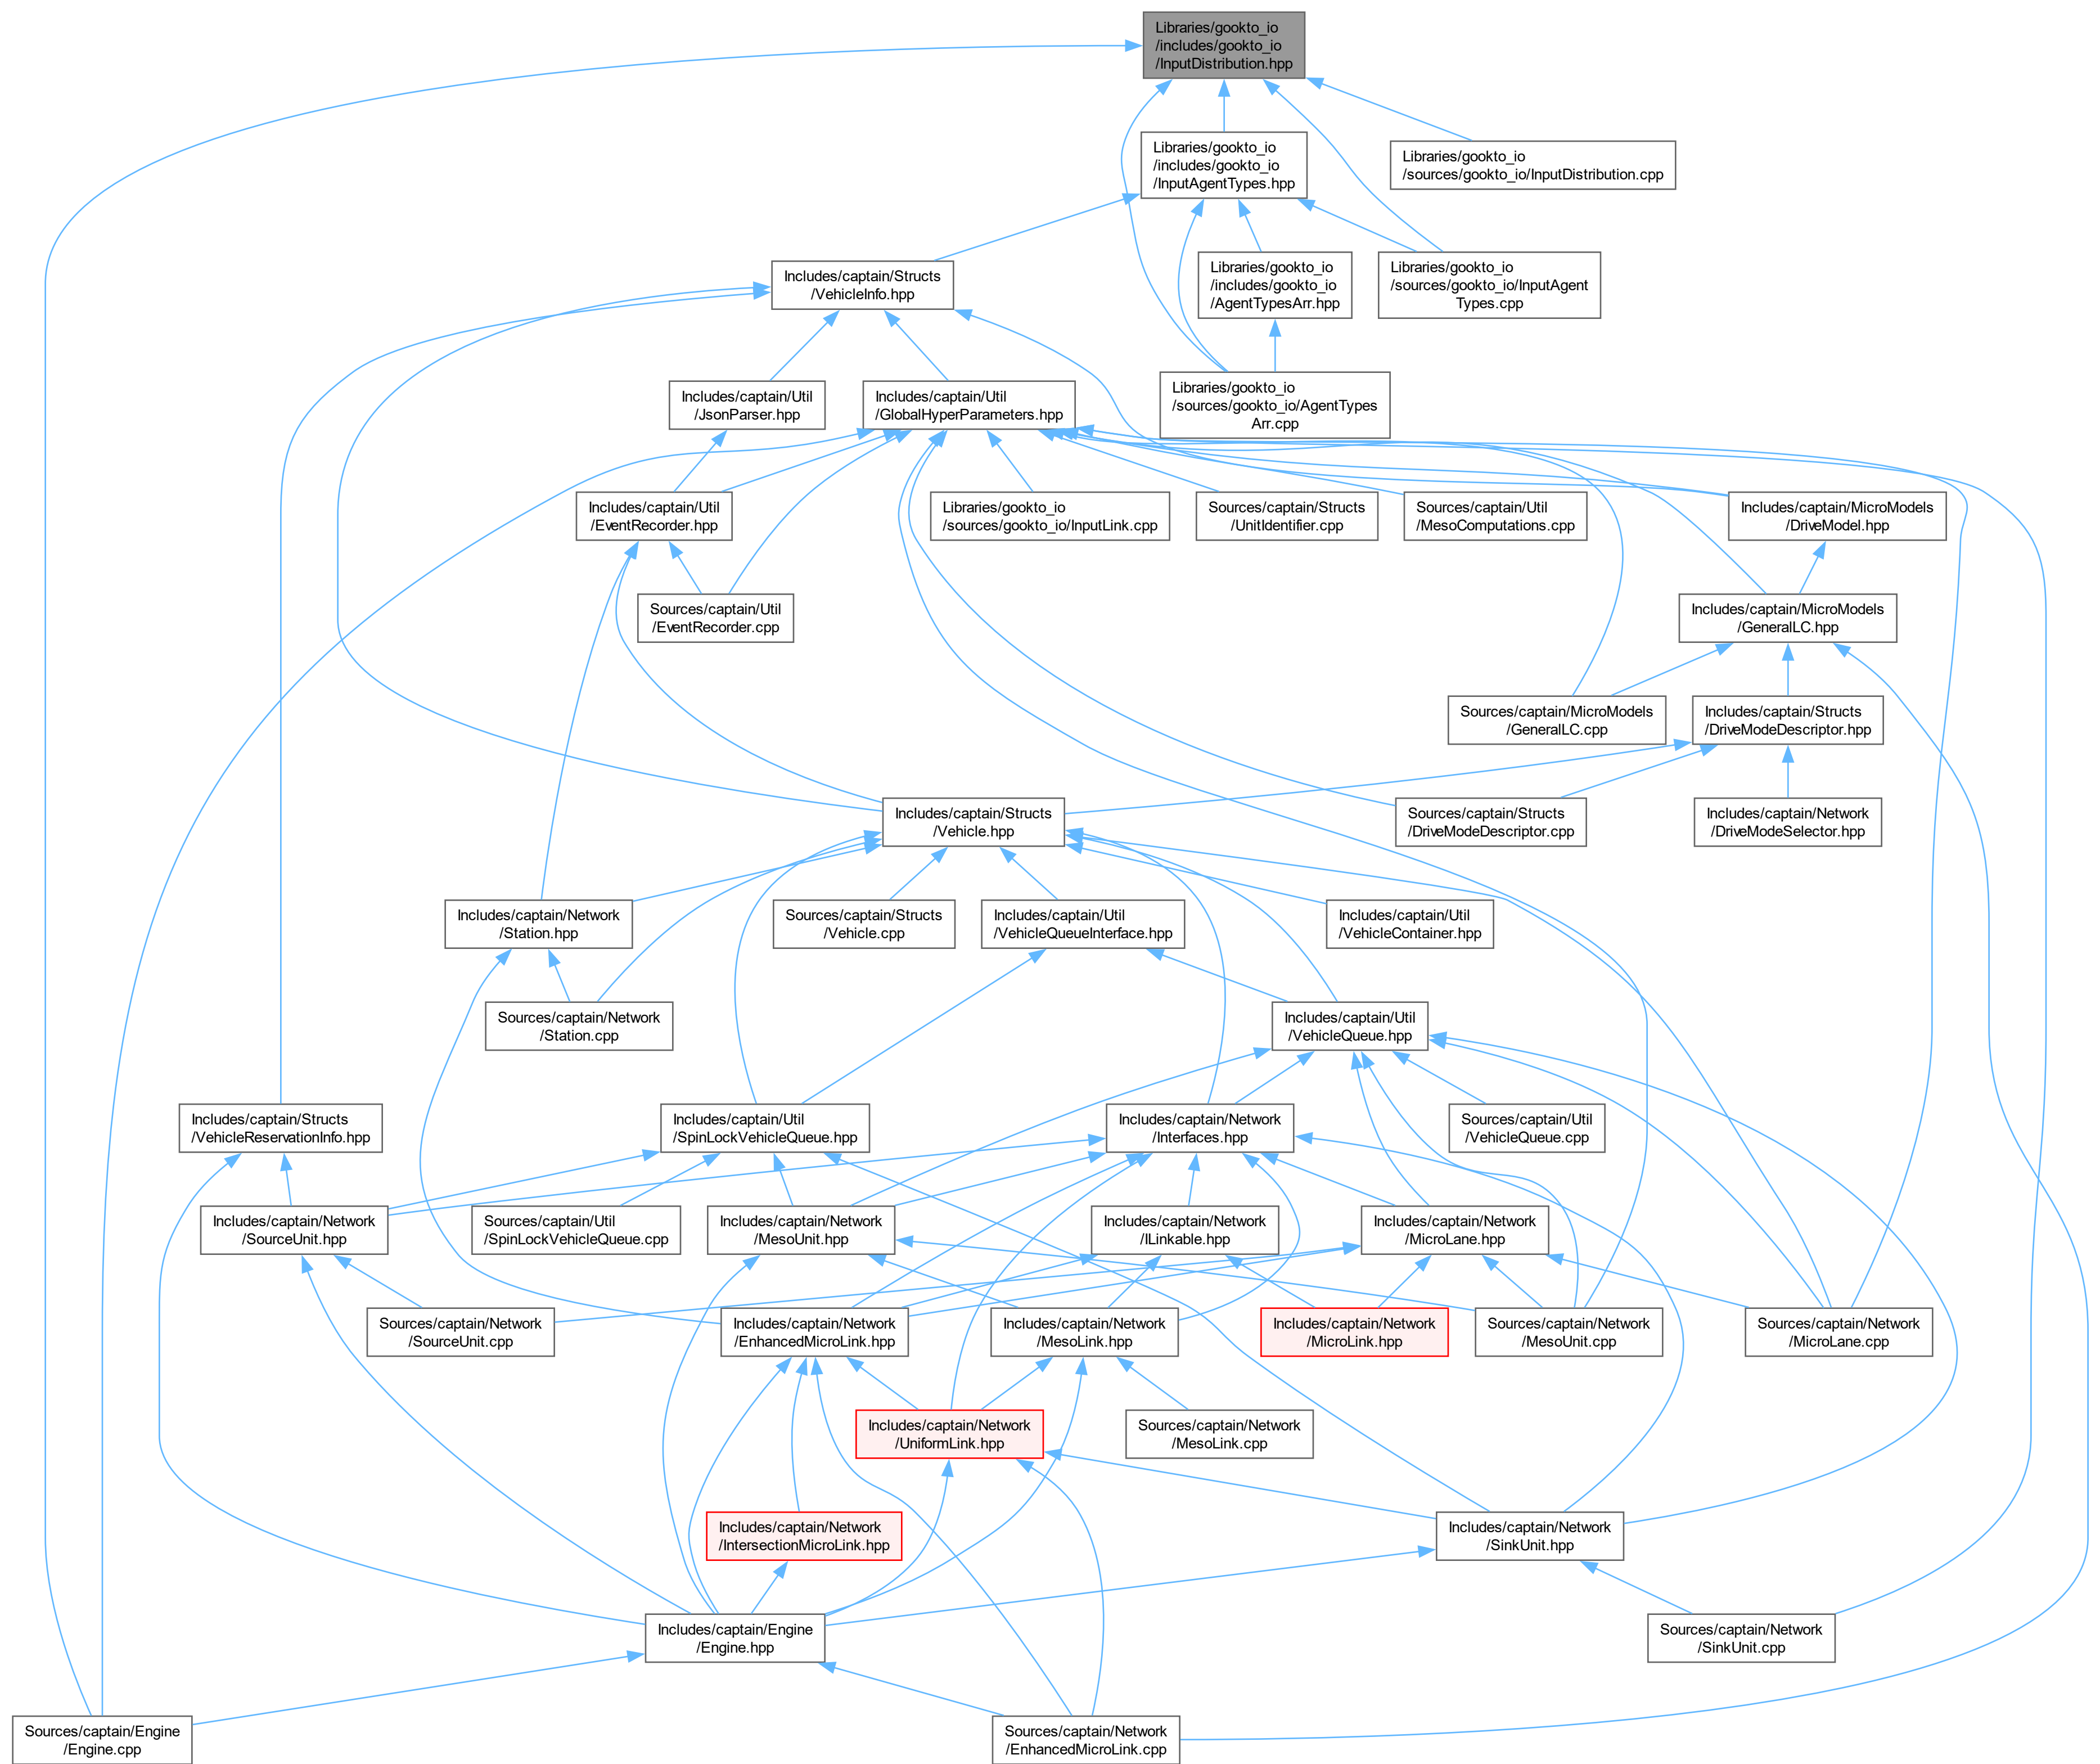 Libraries/gookto_io
/includes/gookto_io
/InputDistribution.hpp
Libraries/gookto_io
/includes/gookto_io
/InputAgentTypes.hpp
Libraries/gookto_io
/sources/gookto_io/InputDistribution.cpp
Includes/captain/Structs
/VehicleInfo.hpp
Libraries/gookto_io
/includes/gookto_io
/AgentTypesArr.hpp
Libraries/gookto_io
/sources/gookto_io/InputAgent
Types.cpp
Includes/captain/Util
/JsonParser.hpp
Includes/captain/Util
/GlobalHyperParameters.hpp
Libraries/gookto_io
/sources/gookto_io/AgentTypes
Arr.cpp
Includes/captain/Util
/EventRecorder.hpp
Libraries/gookto_io
/sources/gookto_io/InputLink.cpp
Sources/captain/Structs
/UnitIdentifier.cpp
Sources/captain/Util
/MesoComputations.cpp
Includes/captain/MicroModels
/DriveModel.hpp
Sources/captain/Util
/EventRecorder.cpp
Includes/captain/MicroModels
/GeneralLC.hpp
Sources/captain/MicroModels
/GeneralLC.cpp
Includes/captain/Structs
/DriveModeDescriptor.hpp
Includes/captain/Structs
/Vehicle.hpp
Sources/captain/Structs
/DriveModeDescriptor.cpp
Includes/captain/Network
/DriveModeSelector.hpp
Includes/captain/Network
/Station.hpp
Sources/captain/Structs
/Vehicle.cpp
Includes/captain/Util
/VehicleQueueInterface.hpp
Includes/captain/Util
/VehicleContainer.hpp
Sources/captain/Network
/Station.cpp
Includes/captain/Util
/VehicleQueue.hpp
Includes/captain/Structs
/VehicleReservationInfo.hpp
Includes/captain/Util
/SpinLockVehicleQueue.hpp
Includes/captain/Network
/Interfaces.hpp
Sources/captain/Util
/VehicleQueue.cpp
Includes/captain/Network
/SourceUnit.hpp
Sources/captain/Util
/SpinLockVehicleQueue.cpp
Includes/captain/Network
/MesoUnit.hpp
Includes/captain/Network
/ILinkable.hpp
Includes/captain/Network
/MicroLane.hpp
Sources/captain/Network
/SourceUnit.cpp
Includes/captain/Network
/EnhancedMicroLink.hpp
Includes/captain/Network
/MesoLink.hpp
Includes/captain/Network
/MicroLink.hpp
Sources/captain/Network
/MesoUnit.cpp
Sources/captain/Network
/MicroLane.cpp
Includes/captain/Network
/UniformLink.hpp
Sources/captain/Network
/MesoLink.cpp
Includes/captain/Network
/IntersectionMicroLink.hpp
Includes/captain/Network
/SinkUnit.hpp
Includes/captain/Engine
/Engine.hpp
Sources/captain/Network
/SinkUnit.cpp
Sources/captain/Engine
/Engine.cpp
Sources/captain/Network
/EnhancedMicroLink.cpp